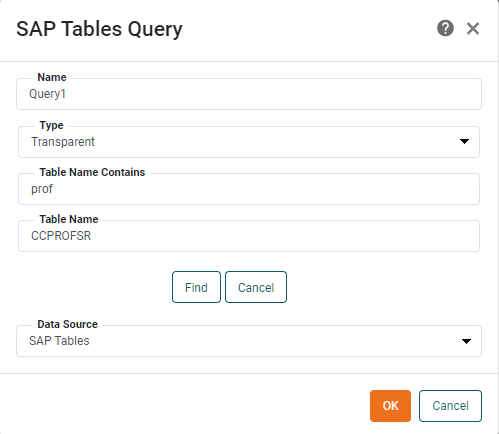 SAP Tables Query
Name
Query1
Type
Transparent
Table Name Contains
prof
Table Name
CCPROFSR
Find Cancel
Data Source
SAP Tables
OK Cancel